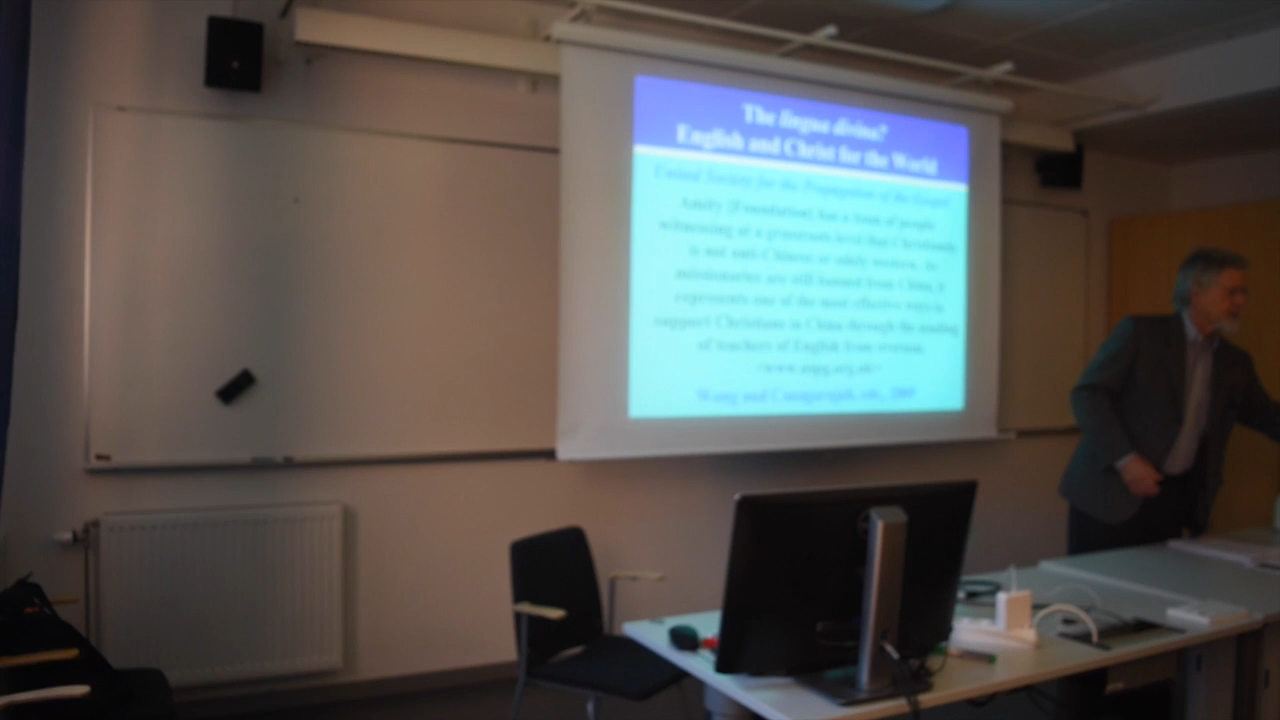 The lingua divina?
English and Christ for the World
United Society for the Propagation of the Gospel
Amity (Foundation) has a team of people
witnessing at a grassroots level that Christianity
is not anti-Chinese or solely western. As
missionaries are still banned from China, it
represents one of the most effective ways to
support Christians in China through the sending
of teachers of English from overseas.
<www.uspg.org.uk>
Wong and Canagarajah, eds., 2009